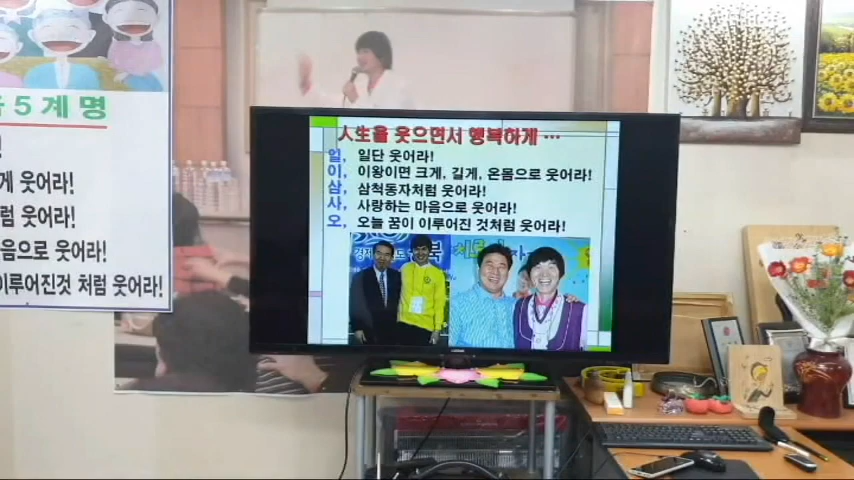 5계명
게 웃어라!
럼 웃어라!
음으로 웃어라!
이루어진것 처럼 웃어라!
人生을 웃으면서 행복하게 …
일, 일단 웃어라!
이, 이왕이면 크게, 길게, 온몸으로 웃어라!
삼, 삼척동자처럼 웃어라!
사, 사랑하는 마음으로 웃어라!
오, 오늘 꿈이 이루어진 것처럼 웃어라!
경제
북